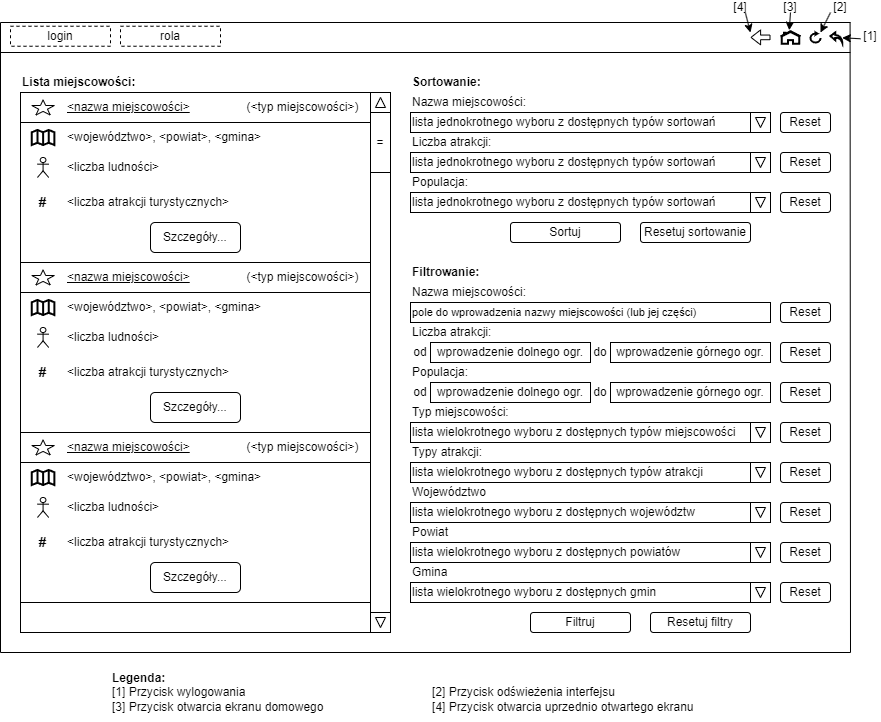 [4] [3] [2]
login rola
[1]
Lista miejscowości:
<nazwa miejscowości> (<typ miejscowości>)
<województwo>, <powiat>, <gmina>
<liczba ludności>
# <liczba atrakcji turystycznych>
Szczegóły...
<nazwa miejscowości> (<typ miejscowości>)
<województwo>, <powiat>, <gmina>
<liczba ludności>
# <liczba atrakcji turystycznych>
Szczegóły...
<nazwa miejscowości> (<typ miejscowości>)
<województwo>, <powiat>, <gmina>
<liczba ludności>
# <liczba atrakcji turystycznych>
Szczegóły...
=
Sortowanie:
Nazwa miejscowości:
lista jednokrotnego wyboru z dostępnych typów sortowań Reset
Liczba atrakcji:
lista jednokrotnego wyboru z dostępnych typów sortowań Reset
Populacja:
lista jednokrotnego wyboru z dostępnych typów sortowań Reset
Sortuj Resetuj sortowanie
Filtrowanie:
Nazwa miejscowości:
pole do wprowadzenia nazwy miejscowości (lub jej części) Reset
Liczba atrakcji:
od wprowadzenie dolnego ogr. do wprowadzenie górnego ogr. Reset
Populacja:
od wprowadzenie dolnego ogr. do wprowadzenie górnego ogr. Reset
Typ miejscowości:
lista wielokrotnego wyboru z dostępnych typów miejscowości Reset
Typy atrakcji:
lista wielokrotnego wyboru z dostępnych typów atrakcji Reset
Województwo
lista wielokrotnego wyboru z dostępnych województw Reset
Powiat
lista wielokrotnego wyboru z dostępnych powiatów Reset
Gmina
lista wielokrotnego wyboru z dostępnych gmin Reset
Filtruj Resetuj filtry
Legenda:
[1] Przycisk wylogowania [2] Przycisk odświeżenia interfejsu
[3] Przycisk otwarcia ekranu domowego [4] Przycisk otwarcia uprzednio otwartego ekranu